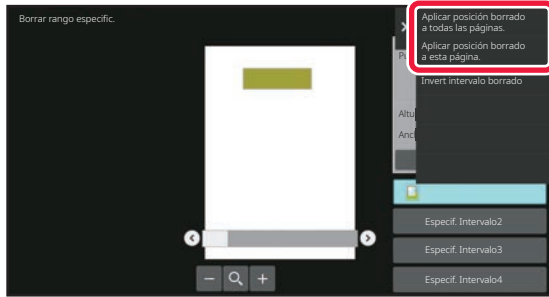 Borrar rango especific.
Aplicar posición borrado
a todas las páginas.
Aplicar posición borrado
a esta página.
Invert intervalo borrado
Especif. Intervalo2
Especif. Intervalo3
Especif. Intervalo4